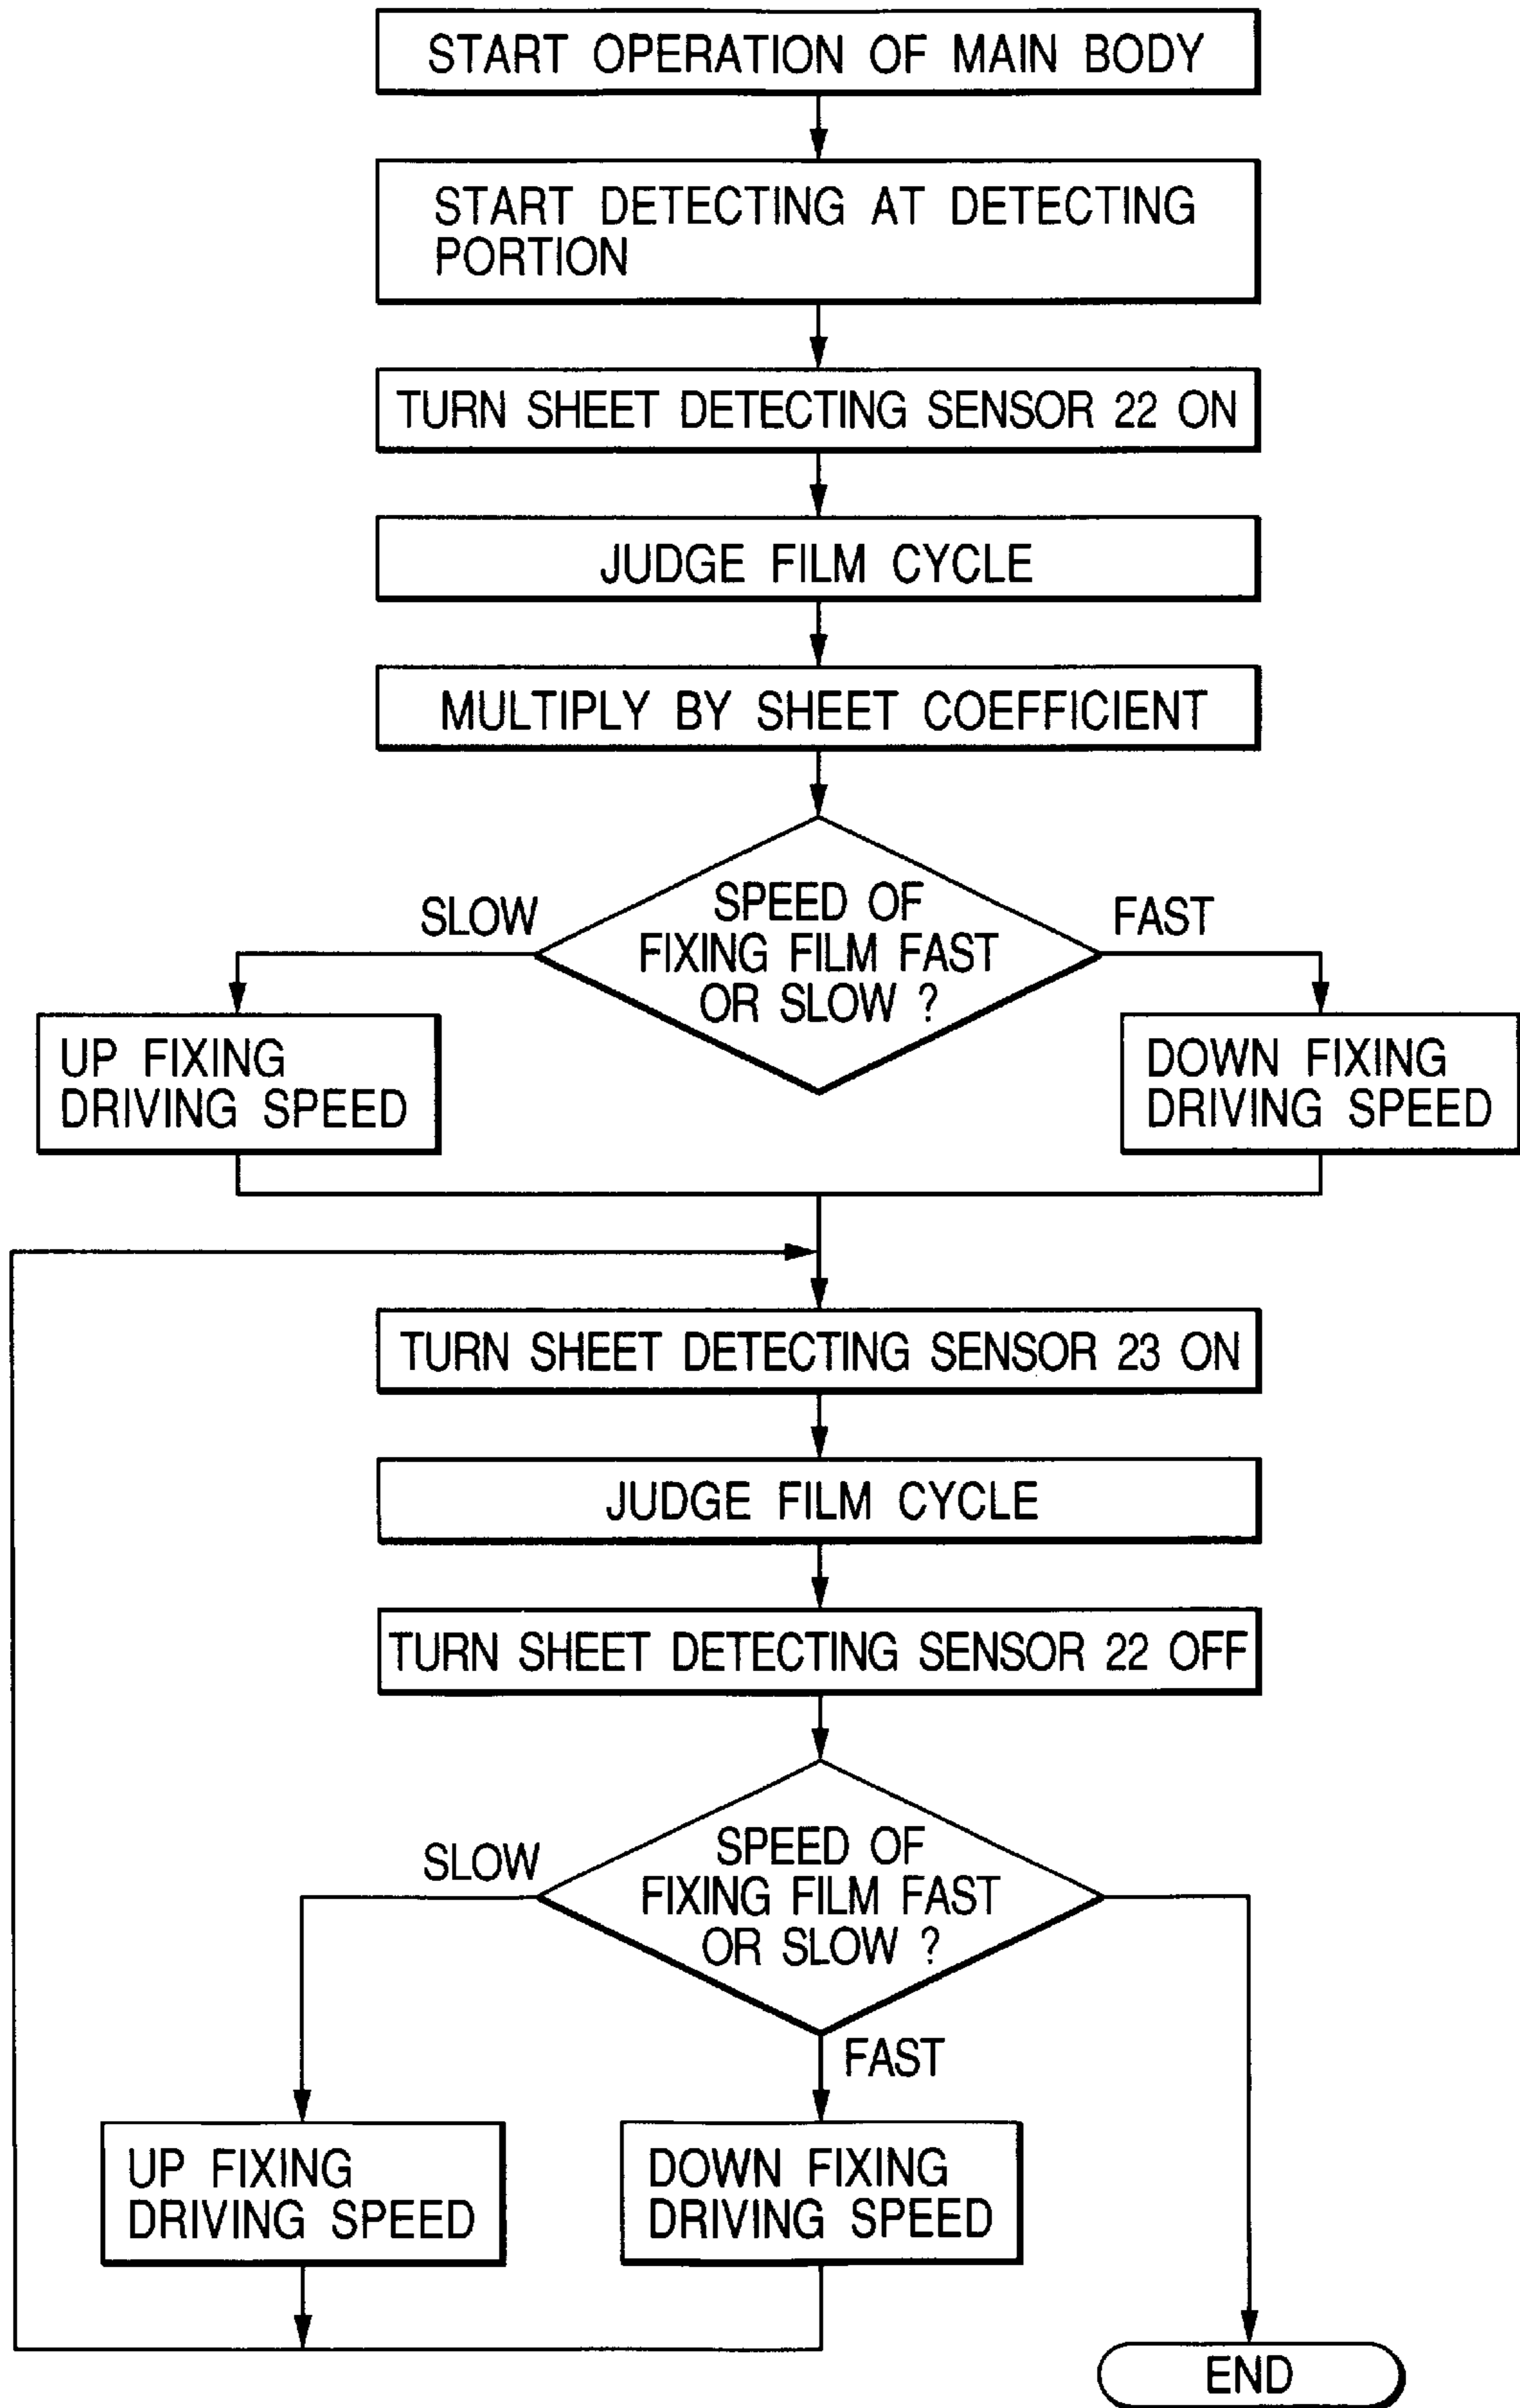 START OPERATION OF MAIN BODY
START DETECTING AT DETECTING
PORTION
TURN SHEET DETECTING SENSOR 22 ON
JUDGE FILM CYCLE
MULTIPLY BY SHEET COEFFICIENT
SPEED OF
FIXING FILM FAST
OR SLOW ?
SLOW
FAST
UP FIXING
DRIVING SPEED
DOWN FIXING
DRIVING SPEED
TURN SHEET DETECTING SENSOR 23 ON
JUDGE FILM CYCLE
TURN SHEET DETECTING SENSOR 22 OFF
SPEED OF
FIXING FILM FAST
OR SLOW ?
SLOW
FAST
UP FIXING
DRIVING SPEED
DOWN FIXING
DRIVING SPEED
END